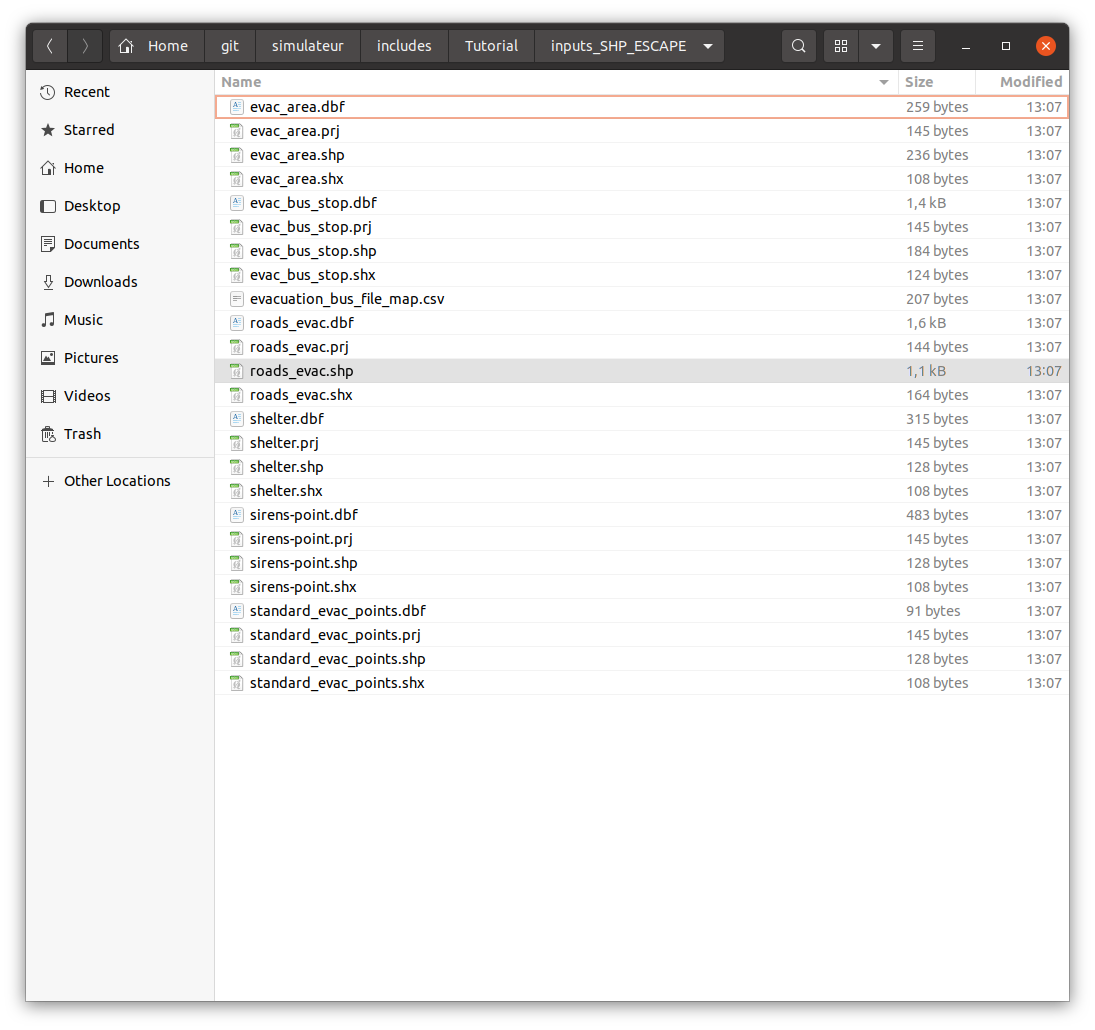 Home git simulateur includes Tutorial inputs_SHP_ESCAPE
Recent
Starred
Home
Desktop
Documents
Downloads
Music
Pictures
Videos
Trash
Other Locations
Name Size Modified
evac_area.dbf 259 bytes 13:07
evac_area.prj 145 bytes 13:07
evac_area.shp 236 bytes 13:07
evac_area.shx 108 bytes 13:07
evac_bus_stop.dbf 1,4 kB 13:07
evac_bus_stop.prj 145 bytes 13:07
evac_bus_stop.shp 184 bytes 13:07
evac_bus_stop.shx 124 bytes 13:07
evacuation_bus_file_map.csv 207 bytes 13:07
roads_evac.dbf 1,6 kB 13:07
roads_evac.prj 144 bytes 13:07
roads_evac.shp 1,1 kB 13:07
roads_evac.shx 164 bytes 13:07
shelter.dbf 315 bytes 13:07
shelter.prj 145 bytes 13:07
shelter.shp 128 bytes 13:07
shelter.shx 108 bytes 13:07
sirens-point.dbf 483 bytes 13:07
sirens-point.prj 145 bytes 13:07
sirens-point.shp 128 bytes 13:07
sirens-point.shx 108 bytes 13:07
standard_evac_points.dbf 91 bytes 13:07
standard_evac_points.prj 145 bytes 13:07
standard_evac_points.shp 128 bytes 13:07
standard_evac_points.shx 108 bytes 13:07